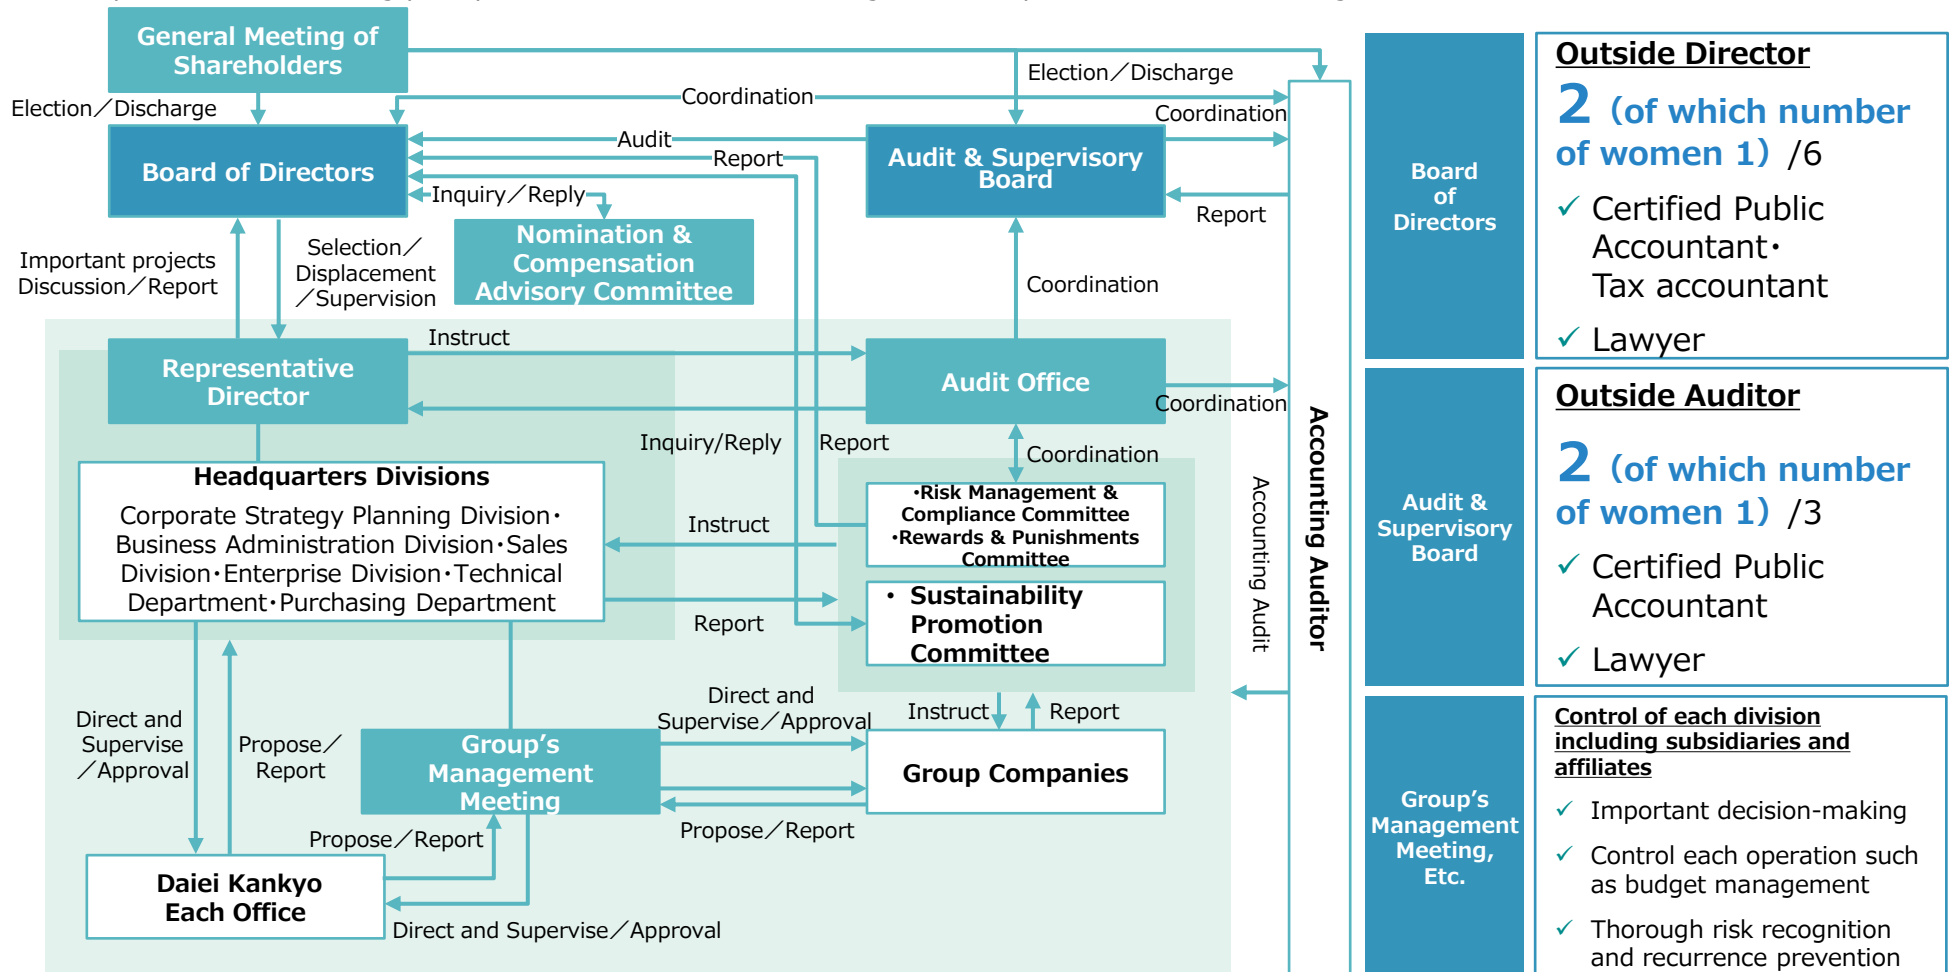 General Meeting of
Shareholders
Election／Discharge
Election／Discharge
Coordination
Coordination
Audit
Report
Board of Directors
Audit & Supervisory
Board
Inquiry／Reply
Report
Nomination &
Compensation
Advisory Committee
Important projects
Discussion／Report
Selection／
Displacement
／Supervision
Coordination
Instruct
Representative
Director
Audit Office
Coordination
Inquiry/Reply
Report
Coordination
Headquarters Divisions
Corporate Strategy Planning Division・
Business Administration Division・Sales
Division・Enterprise Division・Technical
Department・Purchasing Department
Instruct
・Risk Management &
Compliance Committee
・Rewards & Punishments
Committee
Report
・ Sustainability
Promotion
Committee
Accounting Audit
Accounting Auditor
Direct and
Supervise
／Approval
Propose／
Report
Direct and
Supervise／Approval
Instruct
Report
Group's
Management
Meeting
Group Companies
Propose／Report
Propose／Report
Daiei Kankyo
Each Office
Direct and Supervise／Approval
Board
of
Directors
Outside Director
2（of which number
of women 1）/6
✓ Certified Public
Accountant・
Tax accountant
✓ Lawyer
Audit &
Supervisory
Board
Outside Auditor
2（of which number
of women 1）/3
✓ Certified Public
Accountant
✓ Lawyer
Group's
Management
Meeting,
Etc.
Control of each division
including subsidiaries and
affiliates
✓ Important decision-making
✓ Control each operation such
as budget management
✓ Thorough risk recognition
and recurrence prevention